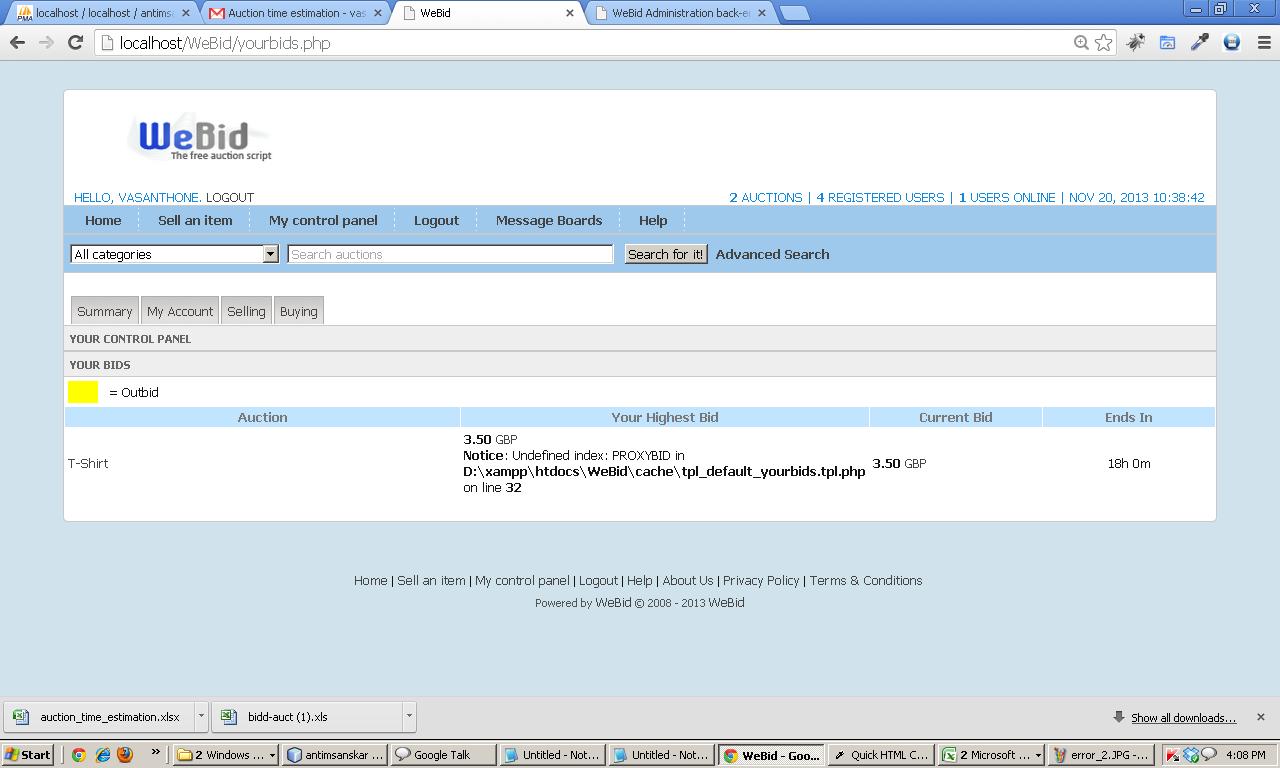 localhost / localhost / antims
Auction time estimation - vas
WeBid
WeBid Administration back-e
localhost/WeBid/yourbids.php
WeBid
The free auction script
HELLO, VASANTHONE. LOGOUT
2 AUCTIONS | 4 REGISTERED USERS | 1 USERS ONLINE | NOV 20, 2013 10:38:42
Home Sell an item My control panel Logout Message Boards Help
All categories Search auctions Search for it! Advanced Search
Summary My Account Selling Buying
YOUR CONTROL PANEL
YOUR BIDS
= Outbid
Auction Your Highest Bid Current Bid Ends In
T-Shirt
3.50 GBP
Notice: Undefined index: PROXYBID in
D:\xampp\htdocs\WeBid\cache\tpl_default_yourbids.tpl.php
on line 32
3.50 GBP
18h 0m
Home | Sell an item | My control panel | Logout | Help | About Us | Privacy Policy | Terms & Conditions
Powered by WeBid © 2008 - 2013 WeBid
auction_time_estimation.xlsx
bidd-auct (1).xls
Show all downloads...
Start
2 Windows ...
antimsanskar ...
Google Talk
Untitled - Not...
Untitled - Not...
WeBid - Goo...
Quick HTML C...
2 Microsoft ...
error_2.JPG -...
4:08 PM